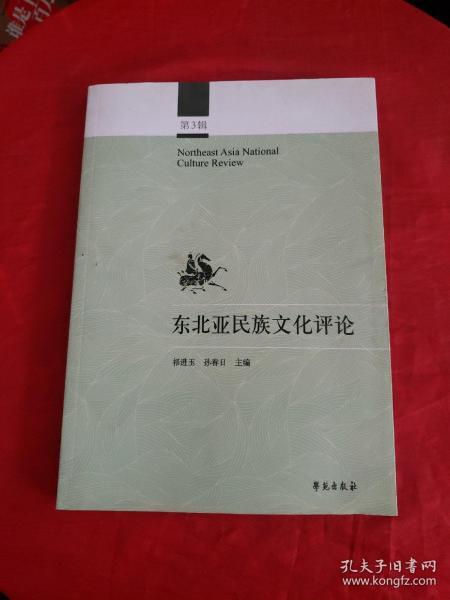 第3辑
Northeast Asia National
Culture Review
东北亚民族文化评论
祁进玉 孙春日 主编
學苑出版社
孔夫子旧书网
www.kongfz.com